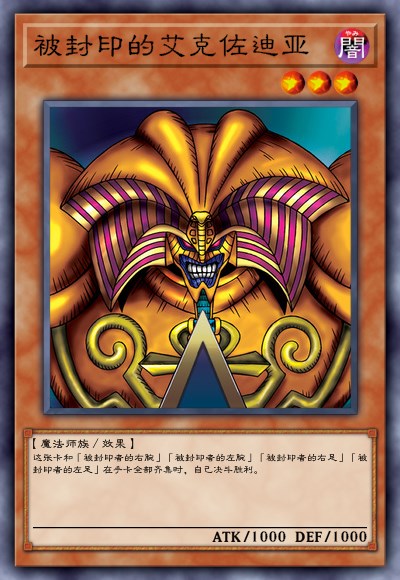 被封印的艾克佐迪亚
やみ
闇
【魔法师族／效果】
这张卡和「被封印者的右腕」「被封印者的左腕」「被封印者的右足」「被
封印者的左足」在手卡全部齐集时，自己决斗胜利。
ATK/1000 DEF/1000